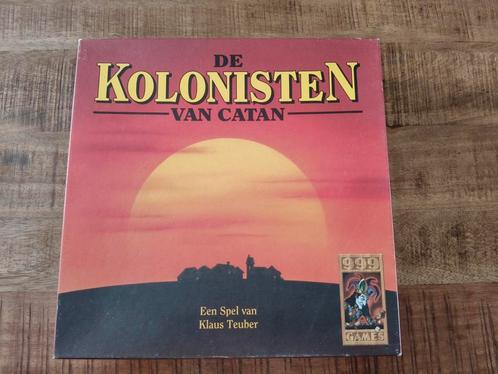 DE
KOLONISTEN
VAN CATAN
Een Spel van
Klaus Teuber
999
GAMES